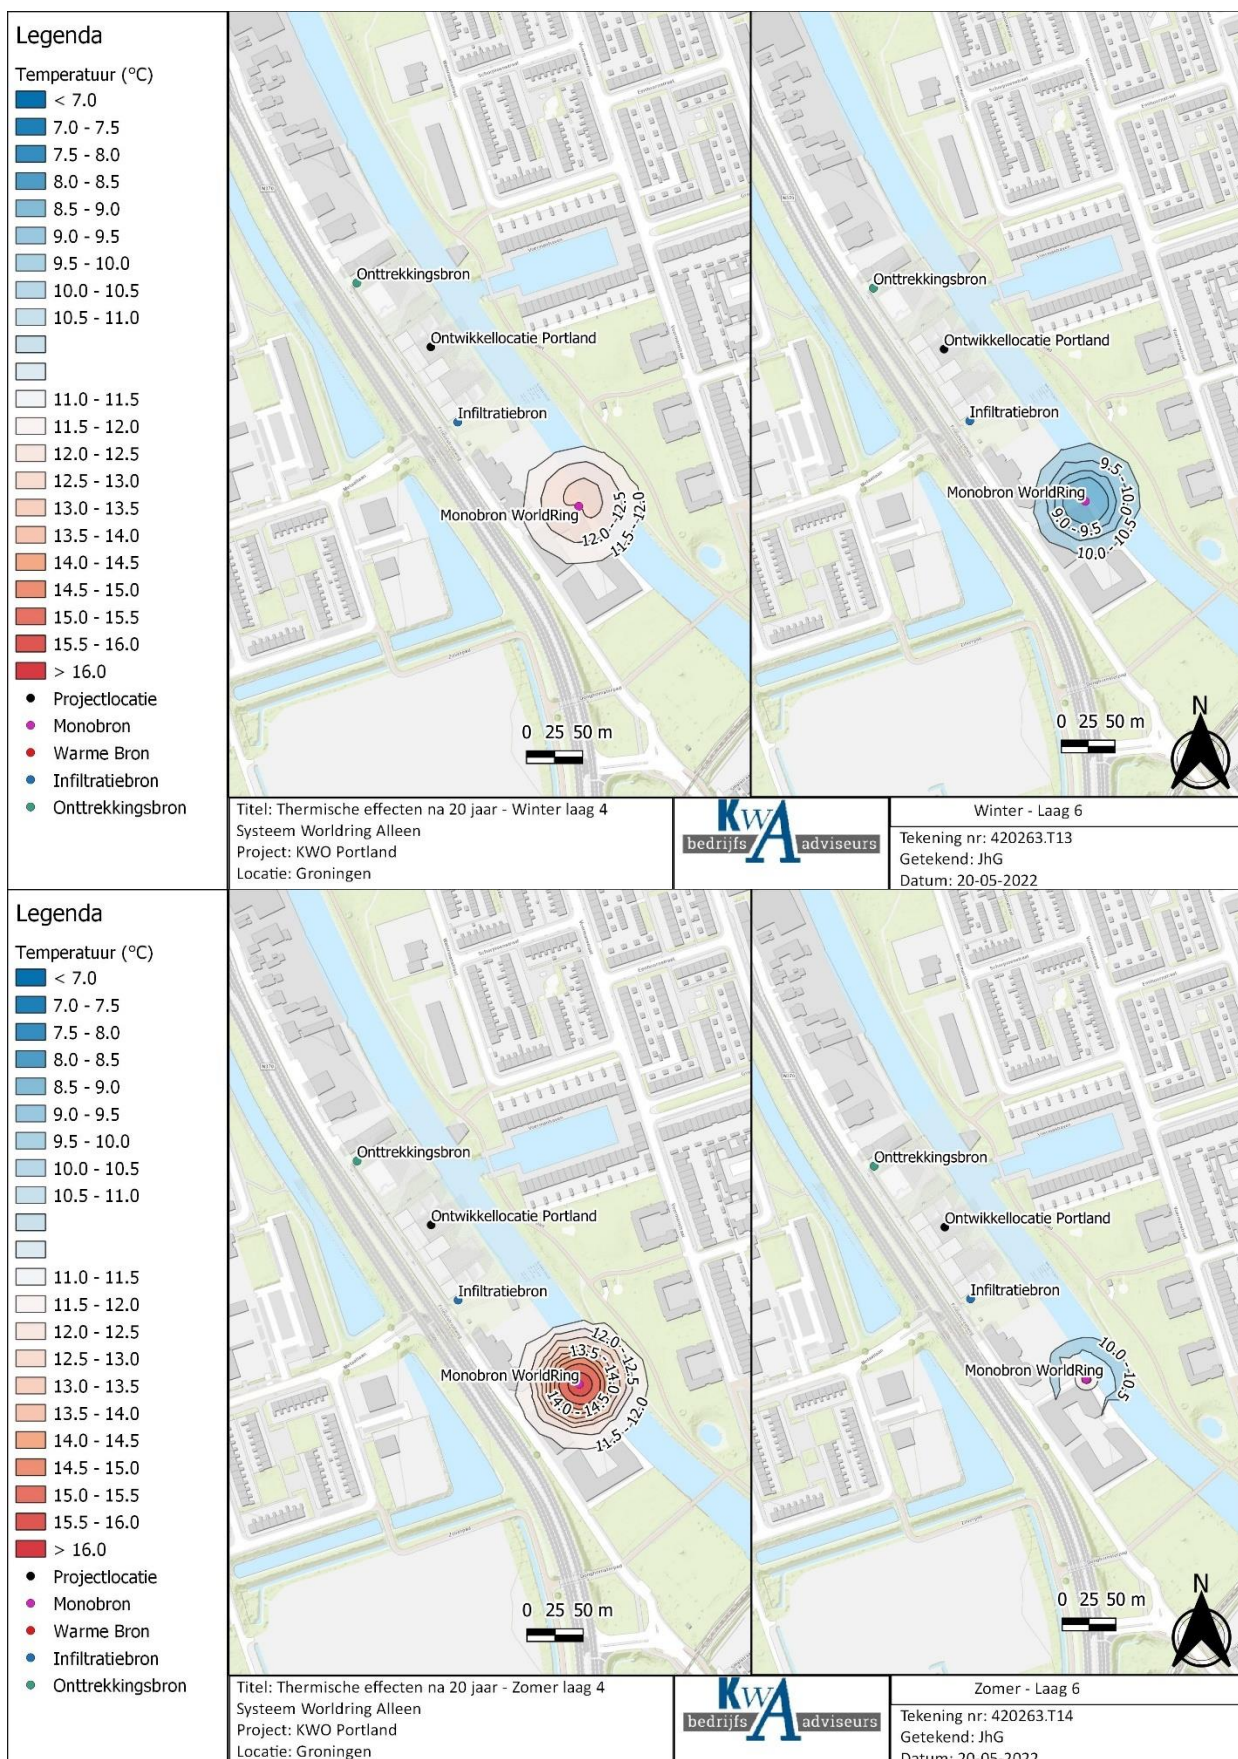 Legenda
Temperatuur (°C)
< 7.0
7.0 - 7.5
7.5 - 8.0
8.0 - 8.5
8.5 - 9.0
9.0 - 9.5
9.5 - 10.0
10.0 - 10.5
10.5 - 11.0
11.0 - 11.5
11.5 - 12.0
12.0 - 12.5
12.5 - 13.0
13.0 - 13.5
13.5 - 14.0
14.0 - 14.5
14.5 - 15.0
15.0 - 15.5
15.5 - 16.0
> 16.0
Projectlocatie
Monobron
Warme Bron
Infiltratiebron
Onttrekkingsbron
Onttrekkingsbron
Ontwikkellocatie Portland
Infiltratiebron
Monobron WorldRing
12.0 - 12.5
11.5 - 12.0
0 25 50 m
Onttrekkingsbron
Ontwikkellocatie Portland
Infiltratiebron
Monobron WorldRing
9.5 - 10.0
9.0 - 9.5
10.0 - 10.5
0 25 50 m
N
Titel: Thermische effecten na 20 jaar - Winter laag 4
Systeem Worldring Alleen
Project: KWO Portland
Locatie: Groningen
KWA
bedrijfs adviseurs
Winter - Laag 6
Tekening nr: 420263.T13
Getekend: JhG
Datum: 20-05-2022
Legenda
Temperatuur (°C)
< 7.0
7.0 - 7.5
7.5 - 8.0
8.0 - 8.5
8.5 - 9.0
9.0 - 9.5
9.5 - 10.0
10.0 - 10.5
10.5 - 11.0
11.0 - 11.5
11.5 - 12.0
12.0 - 12.5
12.5 - 13.0
13.0 - 13.5
13.5 - 14.0
14.0 - 14.5
14.5 - 15.0
15.0 - 15.5
15.5 - 16.0
> 16.0
Projectlocatie
Monobron
Warme Bron
Infiltratiebron
Onttrekkingsbron
Onttrekkingsbron
Ontwikkellocatie Portland
Infiltratiebron
12.0 - 12.5
13.5 - 14.0
Monobron WorldRing
14.0 - 14.5
11.5 - 12.0
0 25 50 m
Onttrekkingsbron
Ontwikkellocatie Portland
Infiltratiebron
10.0 - 10.5
Monobron WorldRing
0 25 50 m
N
Titel: Thermische effecten na 20 jaar - Zomer laag 4
Systeem Worldring Alleen
Project: KWO Portland
Locatie: Groningen
KWA
bedrijfs adviseurs
Zomer - Laag 6
Tekening nr: 420263.T14
Getekend: JhG
Datum: 20-05-2022